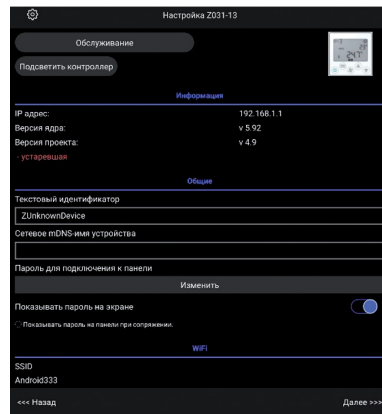 Настройка Z031-13
Обслуживание
Подсветить контроллер
Информация
IP адрес: 192.168.1.1
Версия ядра: v 5.92
Версия проекта: v 4.9
- устаревшая
Общие
Текстовый идентификатор
ZUnknownDevice
Сетевое mDNS-имя устройства
Пароль для подключения к панели
Изменить
Показывать пароль на экране
Показывать пароль на панели при сопряжении.
WiFi
SSID
Android333
<<< Назад Далее >>>